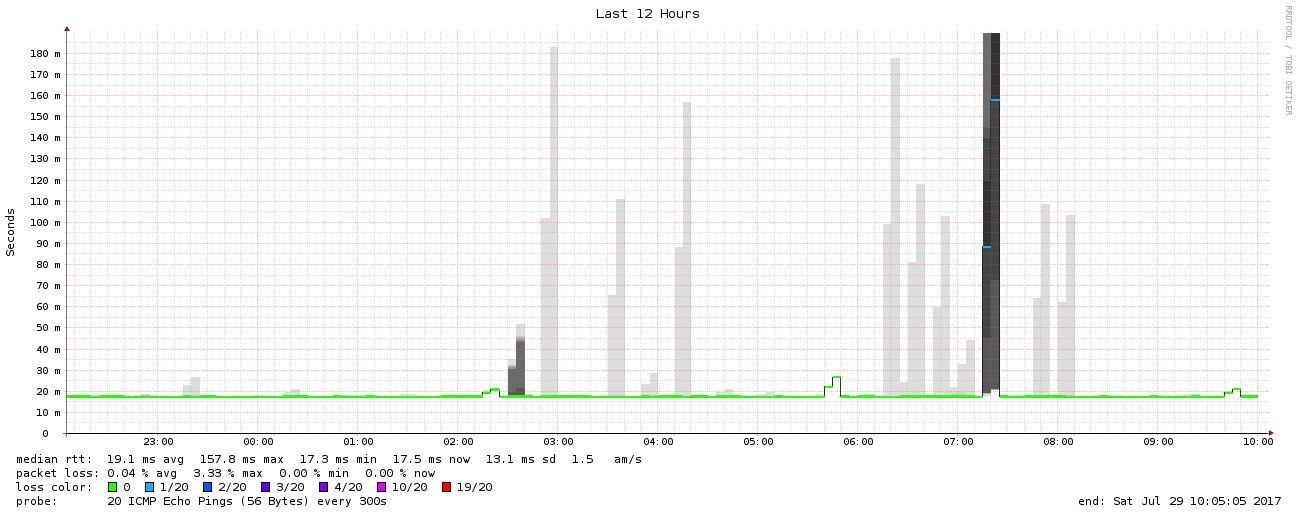 Last 12 Hours
RRDTOOL / TOBI OETIKER
Seconds
180 m
170 m
160 m
150 m
140 m
130 m
120 m
110 m
100 m
90 m
80 m
70 m
60 m
50 m
40 m
30 m
20 m
10 m
0
23:00 00:00 01:00 02:00 03:00 04:00 05:00 06:00 07:00 08:00 09:00 10:00
median rtt: 19.1 ms avg 157.8 ms max 17.3 ms min 17.5 ms now 13.1 ms sd 1.5 am/s
packet loss: 0.04 % avg 3.33 % max 0.00 % min 0.00 % now
loss color: 0 1/20 2/20 3/20 4/20 10/20 19/20
probe: 20 ICMP Echo Pings (56 Bytes) every 300s end: Sat Jul 29 10:05:05 2017